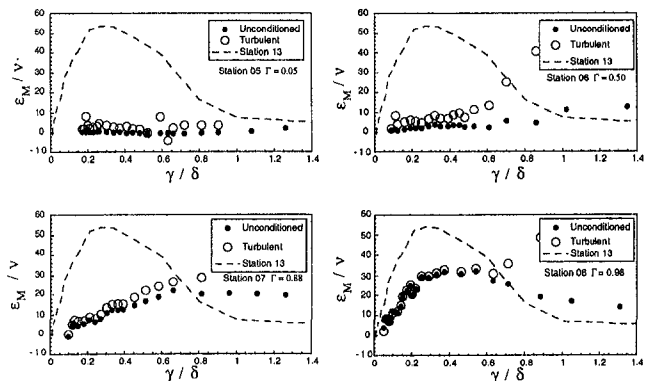 60
50
40
30
20
10
0
-10
0 0.2 0.4 0.6 0.8 1 1.2 1.4
εM / ν
γ / δ
Unconditioned
Turbulent
Station 13
Station 05 Γ = 0.05
60
50
40
30
20
10
0
-10
0 0.2 0.4 0.6 0.8 1 1.2 1.4
εM / ν
γ / δ
Unconditioned
Turbulent
Station 13
Station 06 Γ = 0.50
60
50
40
30
20
10
0
-10
0 0.2 0.4 0.6 0.8 1 1.2 1.4
εM / ν
γ / δ
Unconditioned
Turbulent
Station 13
Station 07 Γ = 0.88
60
50
40
30
20
10
0
-10
0 0.2 0.4 0.6 0.8 1 1.2 1.4
εM / ν
γ / δ
Unconditioned
Turbulent
Station 13
Station 08 Γ = 0.98